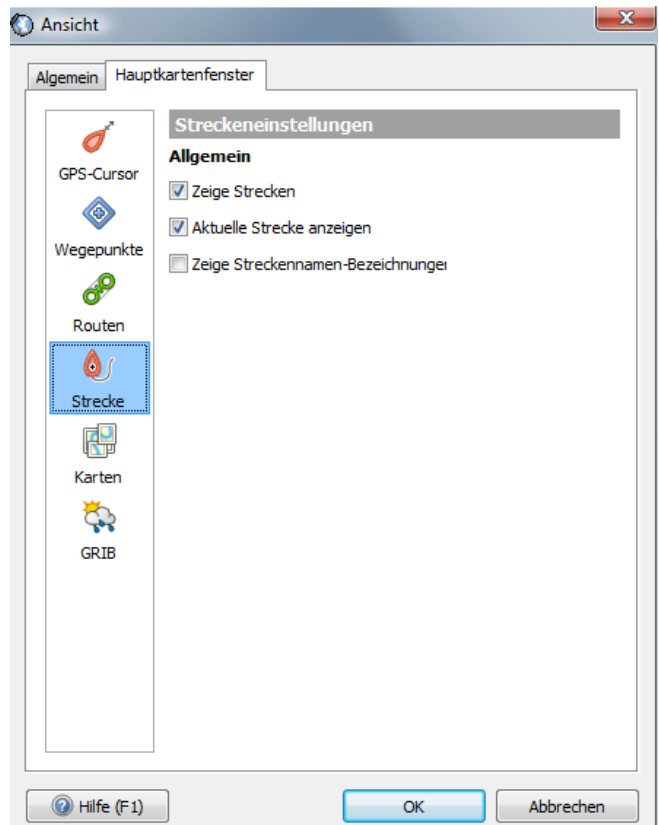 Ansicht
Algemein Hauptkartenfenster
GPS-Cursor
Wegepunkte
Routen
Strecke
Karten
GRIB
Streckeneinstellungen
Allgemein
Zeige Strecken
Aktuelle Strecke anzeigen
Zeige Streckennamen-Bezeichnunger
Hilfe (F1) OK Abbrechen